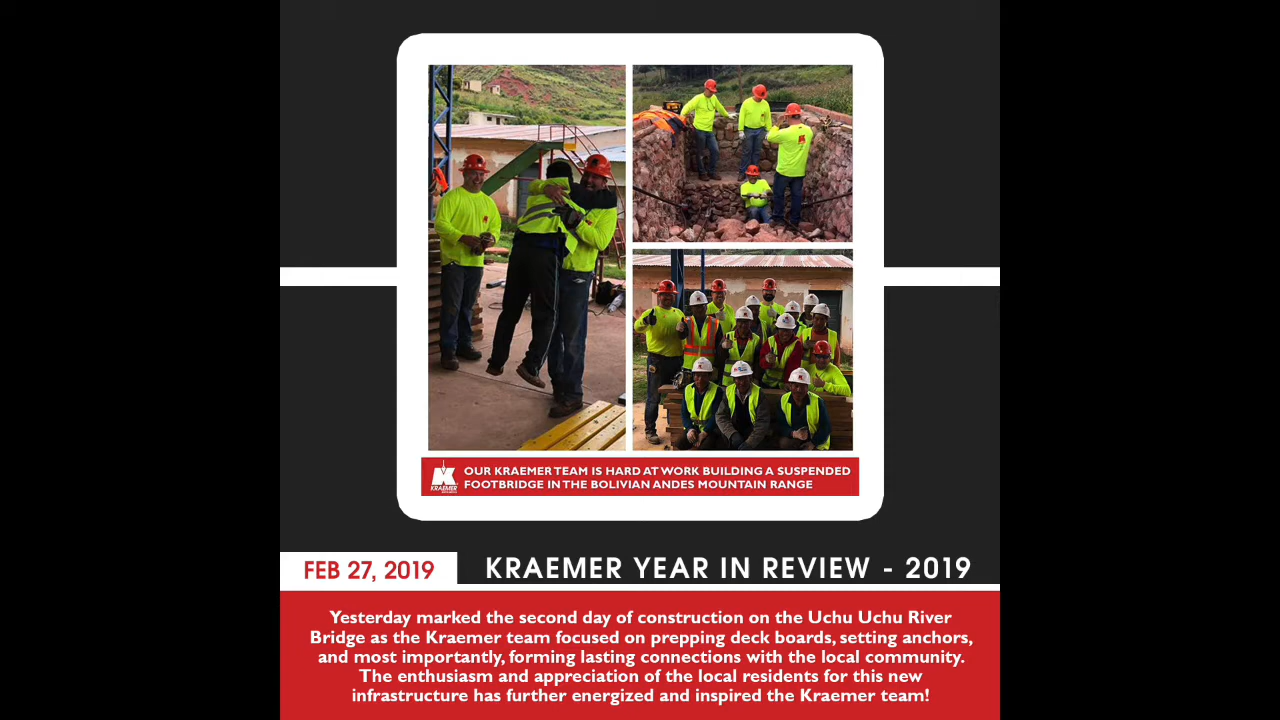 KRAEMER
OUR KRAEMER TEAM IS HARD AT WORK BUILDING A SUSPENDED
FOOTBRIDGE IN THE BOLIVIAN ANDES MOUNTAIN RANGE
FEB 27, 2019
KRAEMER YEAR IN REVIEW - 2019
Yesterday marked the second day of construction on the Uchu Uchu River
Bridge as the Kraemer team focused on prepping deck boards, setting anchors,
and most importantly, forming lasting connections with the local community.
The enthusiasm and appreciation of the local residents for this new
infrastructure has further energized and inspired the Kraemer team!